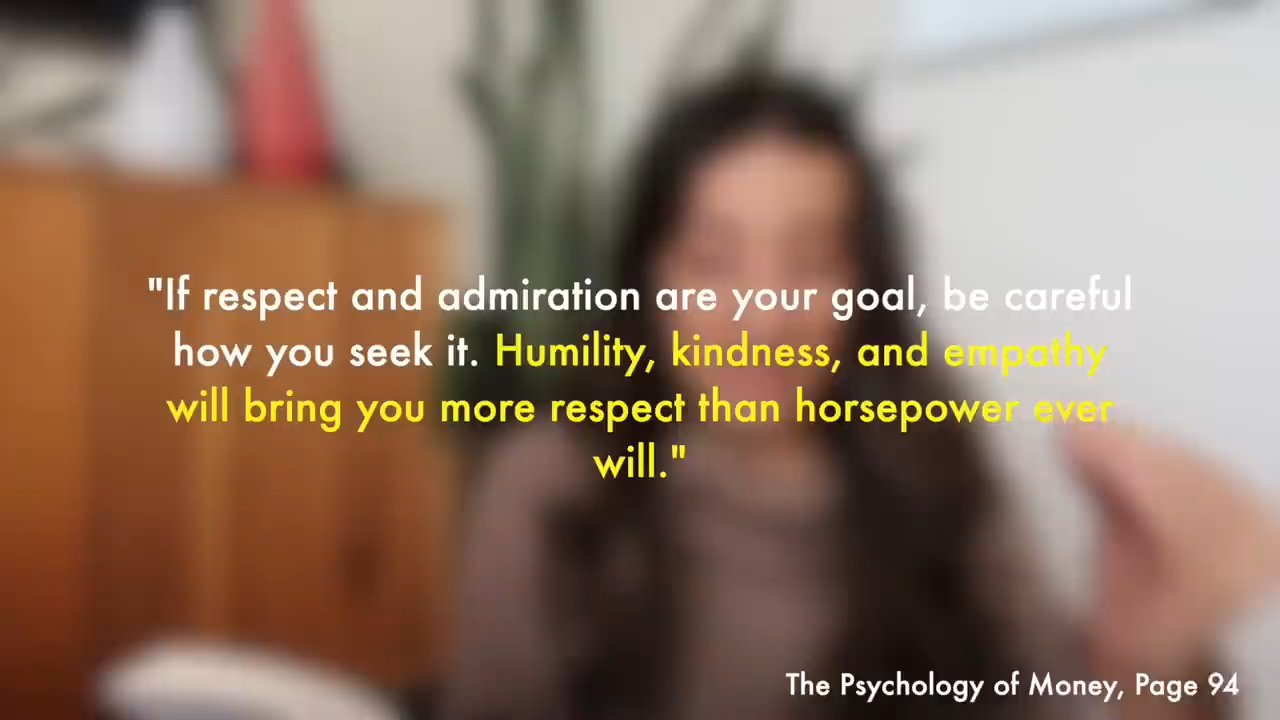 "If respect and admiration are your goal, be careful
how you seek it. Humility, kindness, and empathy
will bring you more respect than horsepower ever
will."
The Psychology of Money, Page 94